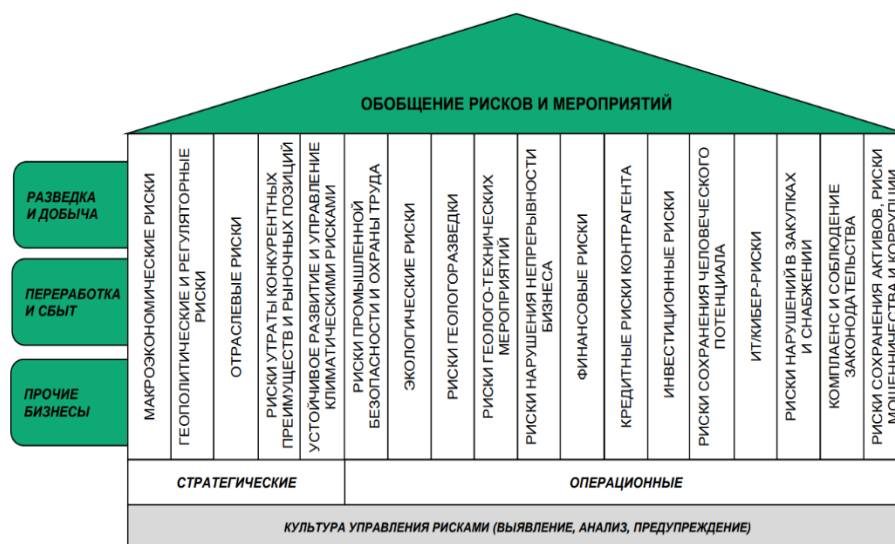 ОБОБЩЕНИЕ РИСКОВ И МЕРОПРИЯТИЙ
РАЗВЕДКА
И ДОБЫЧА
ПЕРЕРАБОТКА
И СБЫТ
ПРОЧИЕ
БИЗНЕСЫ
МАКРОЭКОНОМИЧЕСКИЕ РИСКИ
ГЕОПОЛИТИЧЕСКИЕ И РЕГУЛЯТОРНЫЕ
РИСКИ
ОТРАСЛЕВЫЕ РИСКИ
РИСКИ УТРАТЫ КОНКУРЕНТНЫХ
ПРЕИМУЩЕСТВ И РЫНОЧНЫХ ПОЗИЦИЙ
УСТОЙЧИВОЕ РАЗВИТИЕ И УПРАВЛЕНИЕ
КЛИМАТИЧЕСКИМИ РИСКАМИ
РИСКИ ПРОМЫШЛЕННОЙ
БЕЗОПАСНОСТИ И ОХРАНЫ ТРУДА
ЭКОЛОГИЧЕСКИЕ РИСКИ
РИСКИ ГЕОЛОГОРАЗВЕДКИ
РИСКИ ГЕОЛОГО-ТЕХНИЧЕСКИХ
МЕРОПРИЯТИЙ
РИСКИ НАРУШЕНИЯ НЕПРЕРЫВНОСТИ
БИЗНЕСА
ФИНАНСОВЫЕ РИСКИ
КРЕДИТНЫЕ РИСКИ КОНТРАГЕНТА
ИНВЕСТИЦИОННЫЕ РИСКИ
РИСКИ СОХРАНЕНИЯ ЧЕЛОВЕЧЕСКОГО
ПОТЕНЦИАЛА
ИТ/КИБЕР-РИСКИ
РИСКИ НАРУШЕНИЙ В ЗАКУПКАХ
И СНАБЖЕНИИ
КОМПЛАЕНС И СОБЛЮДЕНИЕ
ЗАКОНОДАТЕЛЬСТВА
РИСКИ СОХРАНЕНИЯ АКТИВОВ, РИСКИ
МОШЕННИЧЕСТВА И КОРРУПЦИИ
СТРАТЕГИЧЕСКИЕ
ОПЕРАЦИОННЫЕ
КУЛЬТУРА УПРАВЛЕНИЯ РИСКАМИ (ВЫЯВЛЕНИЕ, АНАЛИЗ, ПРЕДУПРЕЖДЕНИЕ)